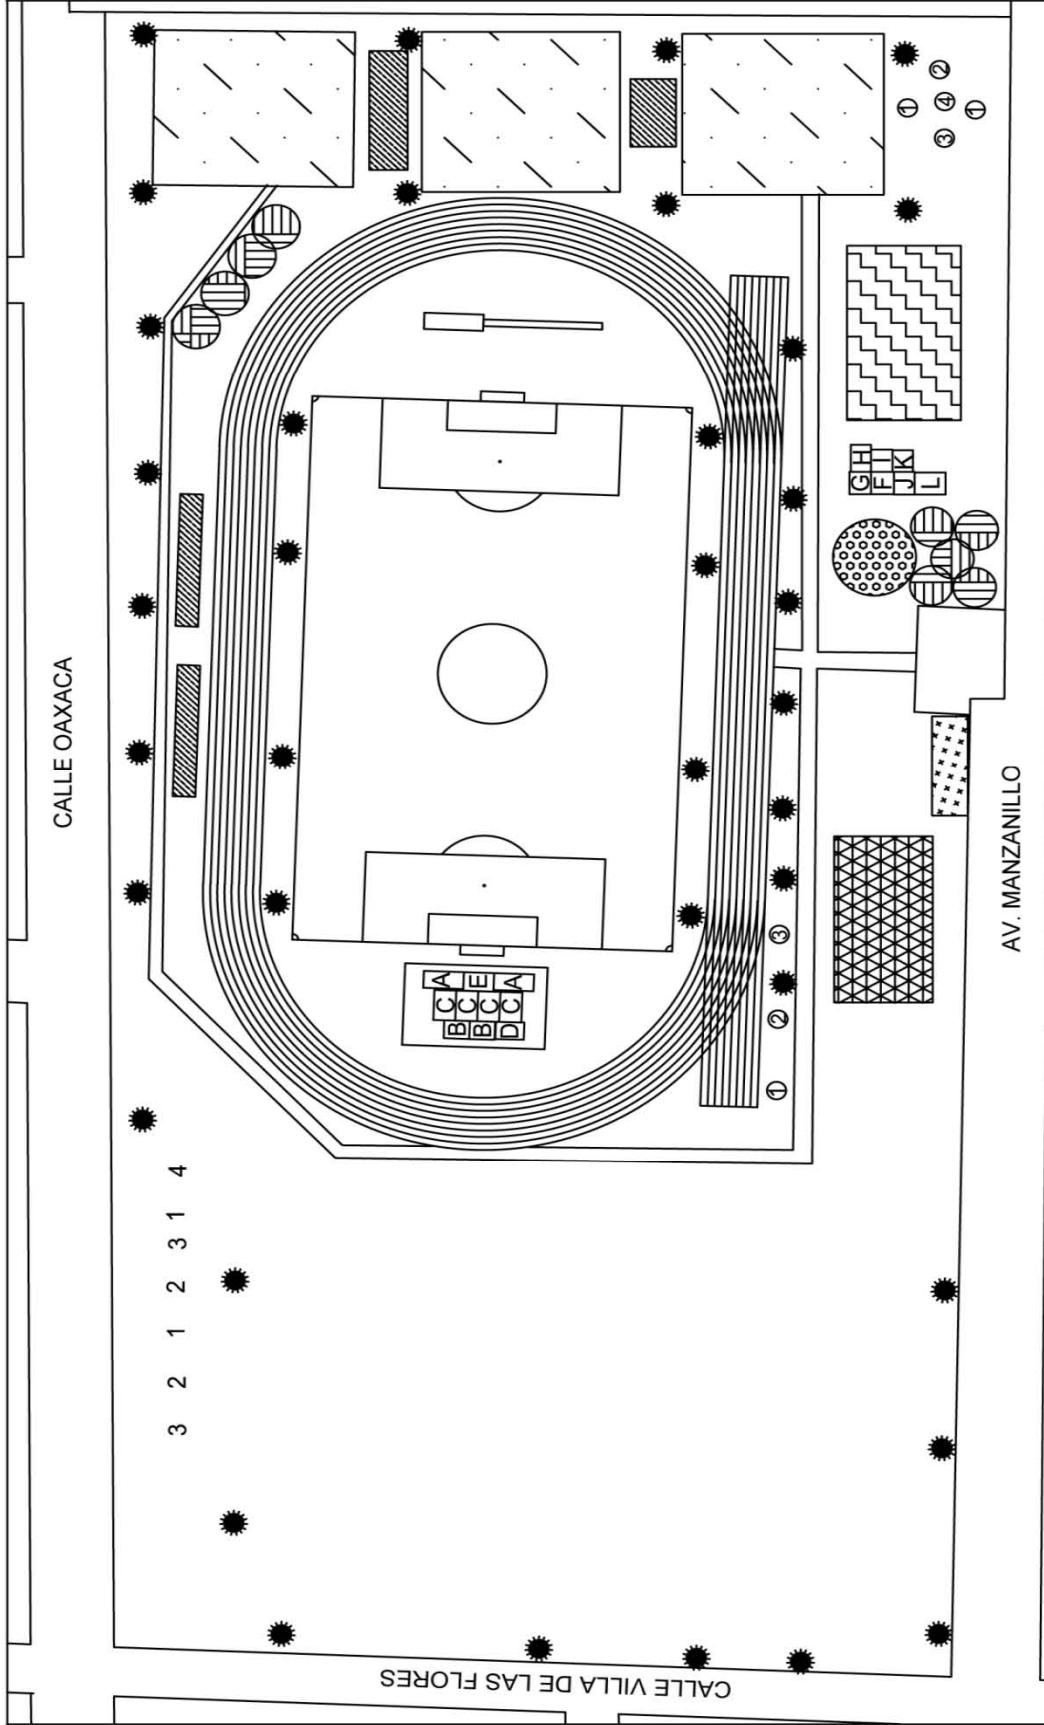 CALLE OAXACA
② 
① ④ ①
③
G H
F I
J K
L
AV. MANZANILLO
A E A
C C C C
B B D
③
②
①
4
1
3
2
1
2
3
CALLE VILLA DE LAS FLORES